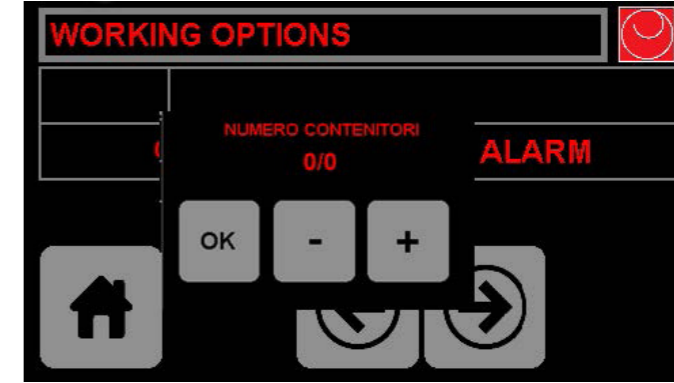 WORKING OPTIONS
NUMERO CONTENITORI
0/0
ALARM
OK - +